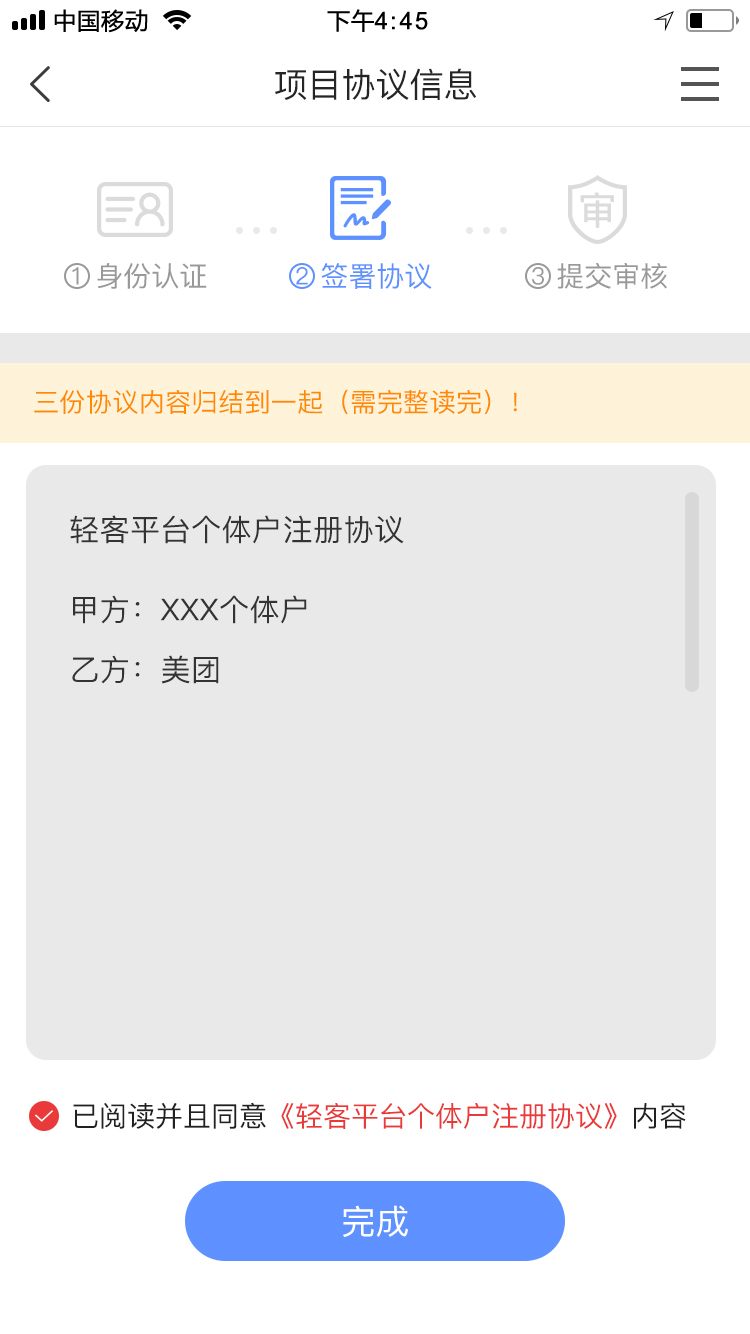 中国移动 下午4:45
项目协议信息
审
①身份认证 ②签署协议 ③提交审核
三份协议内容归结到一起（需完整读完）！
轻客平台个体户注册协议
甲方：XXX个体户
乙方：美团
已阅读并且同意《轻客平台个体户注册协议》内容
完成